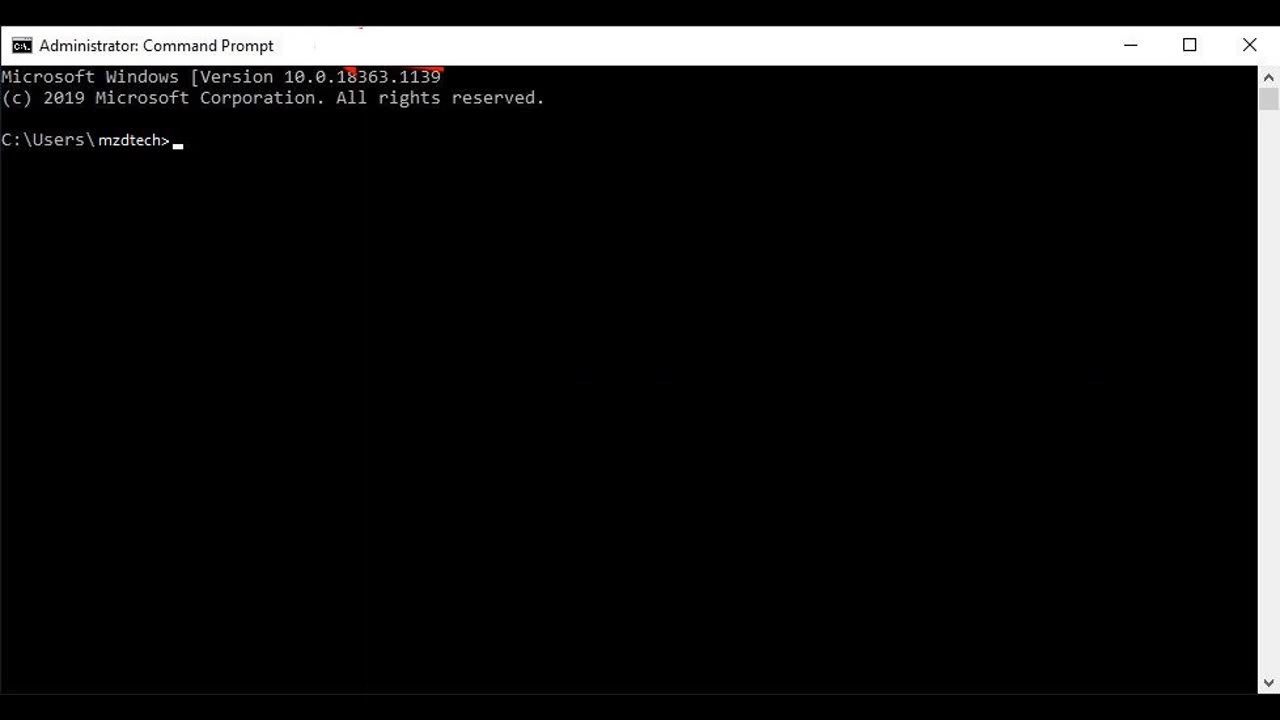 Administrator: Command Prompt
Microsoft Windows [Version 10.0.18363.1139
(c) 2019 Microsoft Corporation. All rights reserved.
C:\Users\mzdtech>